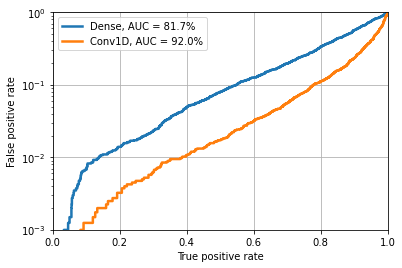 Dense, AUC = 81.7%
Conv1D, AUC = 92.0%
10⁰
10⁻¹
10⁻²
10⁻³
False positive rate
0.0 0.2 0.4 0.6 0.8 1.0
True positive rate